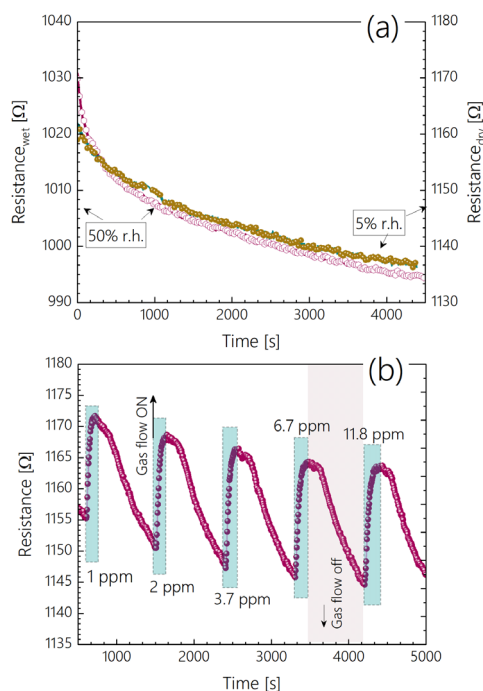 (a)
1040
1030
1020
1010
1000
990
Resistance_wet [Ω]
1180
1170
1160
1150
1140
1130
Resistance_dry [Ω]
50% r.h.
5% r.h.
0 1000 2000 3000 4000
Time [s]
(b)
1180
1175
1170
1165
1160
1155
1150
1145
1140
1135
Resistance [Ω]
Gas flow ON
6.7 ppm
11.8 ppm
1 ppm
2 ppm
3.7 ppm
Gas flow off
1000 2000 3000 4000 5000
Time [s]